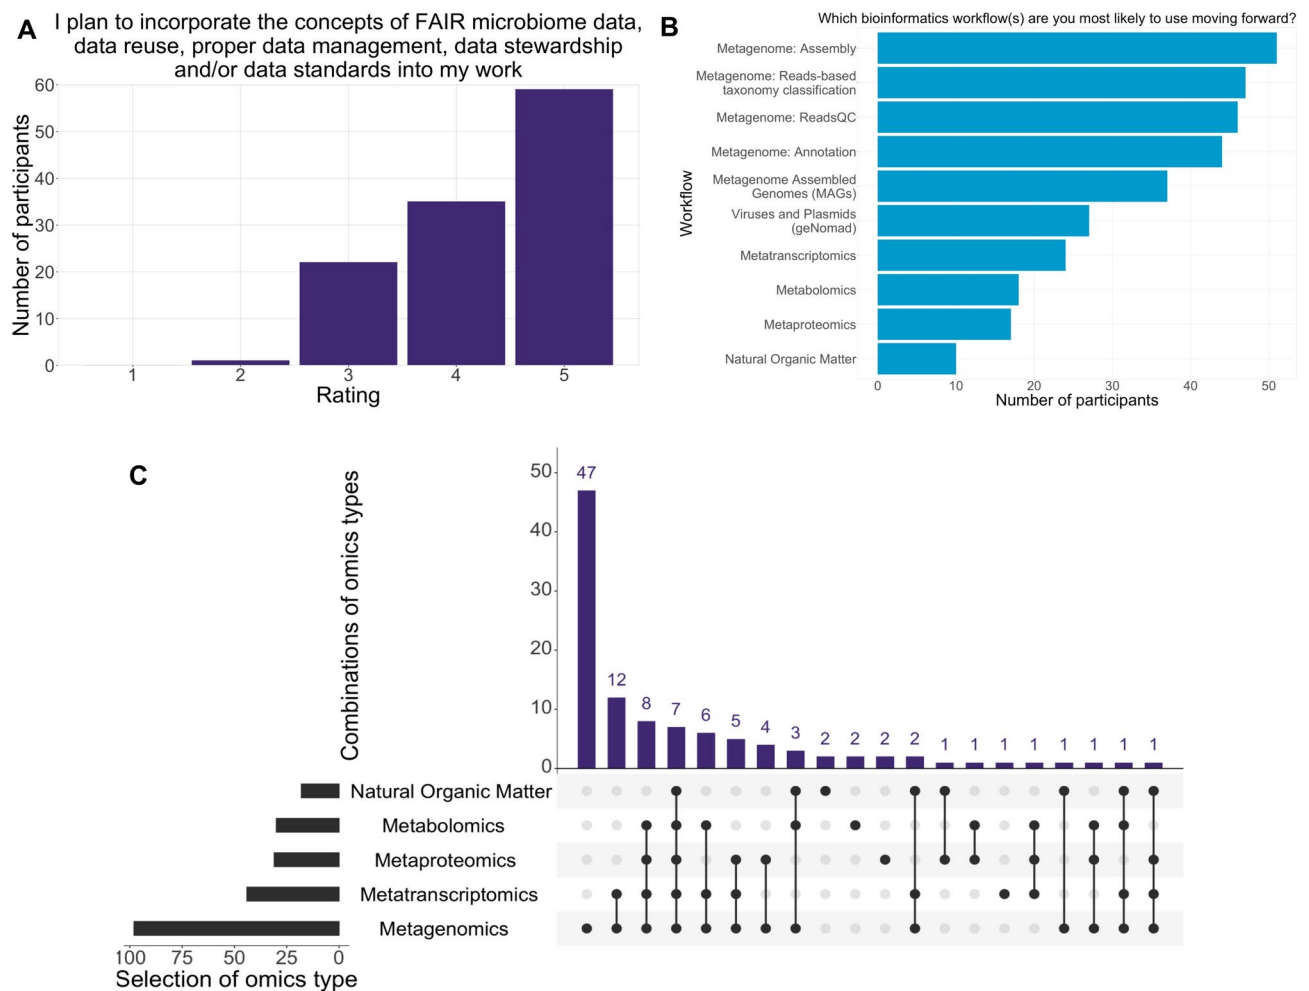 A
I plan to incorporate the concepts of FAIR microbiome data,
data reuse, proper data management, data stewardship
and/or data standards into my work
Number of participants
60
50
40
30
20
10
0
1 2 3 4 5
Rating
B
Which bioinformatics workflow(s) are you most likely to use moving forward?
Workflow
Metagenome: Assembly
Metagenome: Reads-based
taxonomy classification
Metagenome: ReadsQC
Metagenome: Annotation
Metagenome Assembled
Genomes (MAGs)
Viruses and Plasmids
(geNomad)
Metatranscriptomics
Metabolomics
Metaproteomics
Natural Organic Matter
0 10 20 30 40 50
Number of participants
C
Combinations of omics types
50
40
30
20
10
0
47 12 8 7 6 5 4 3 2 2 2 2 1 1 1 1 1 1 1 1
Natural Organic Matter
Metabolomics
Metaproteomics
Metatranscriptomics
Metagenomics
100 75 50 25 0
Selection of omics type